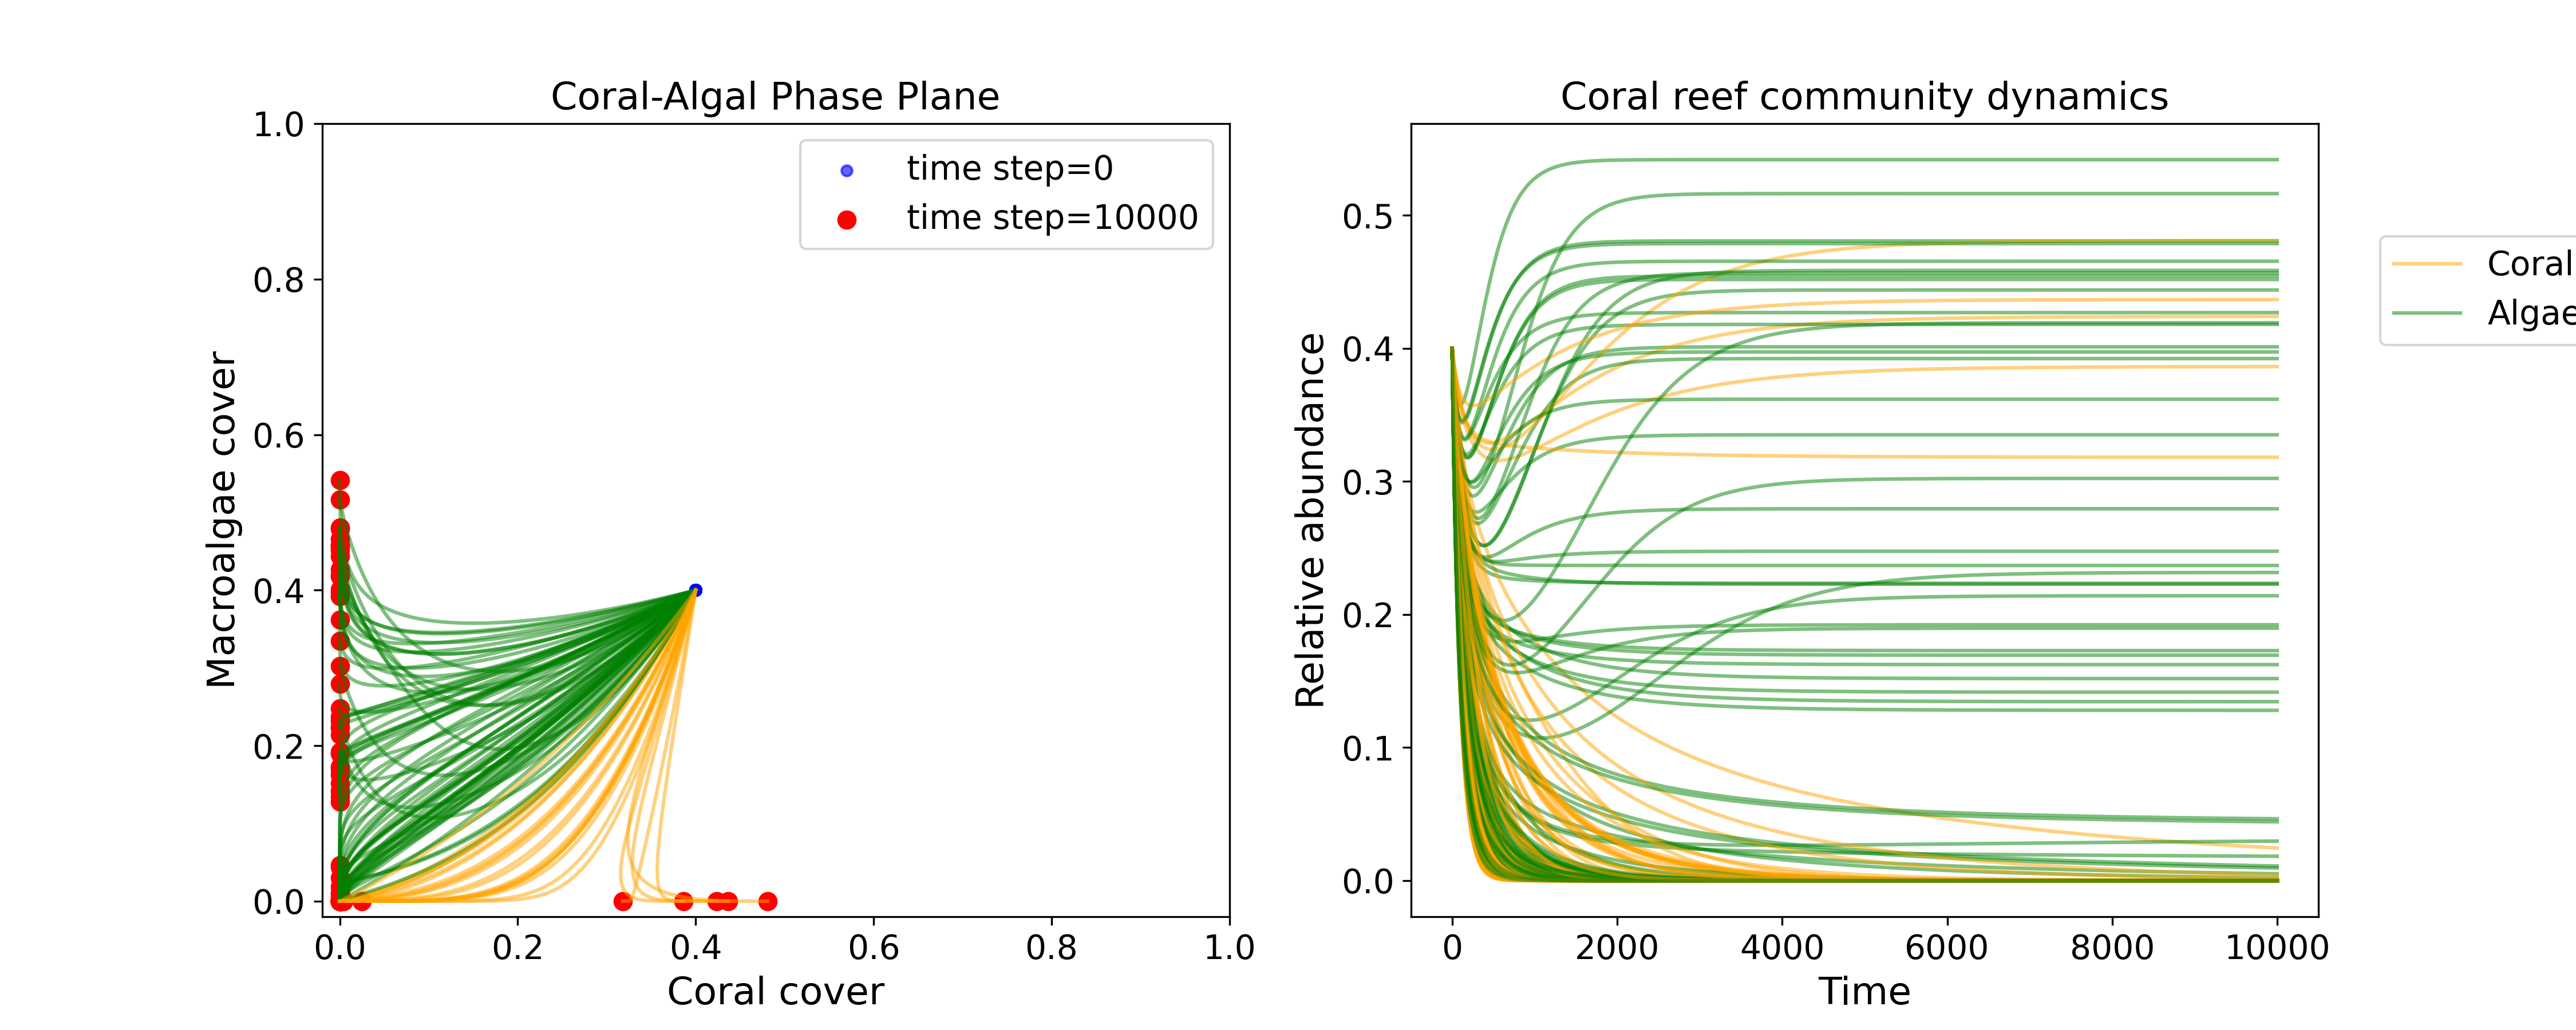 Coral-Algal Phase Plane
1.0
0.8
0.6
0.4
0.2
0.0
Macroalgae cover
time step=0
time step=10000
0.0 0.2 0.4 0.6 0.8 1.0
Coral cover
Coral reef community dynamics
0.5
0.4
0.3
0.2
0.1
0.0
Relative abundance
0 2000 4000 6000 8000 10000
Time
Coral
Algae